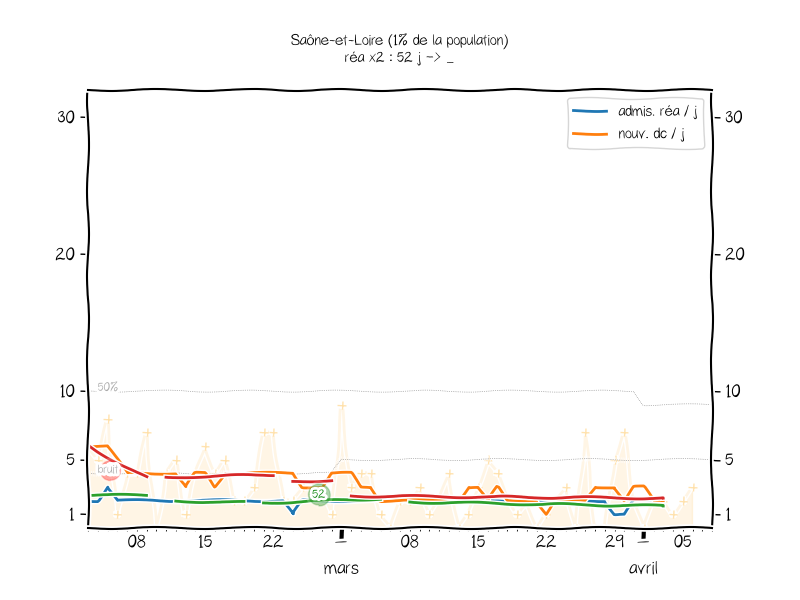 Saône-et-Loire (1% de la population)
réa x2 : 52 j -> _
admis. réa / j
nouv. dc / j
30
30
20
20
10
50%
10
5
bruit
52
5
1
1
08
15
22
08
15
22
29
05
mars
avril